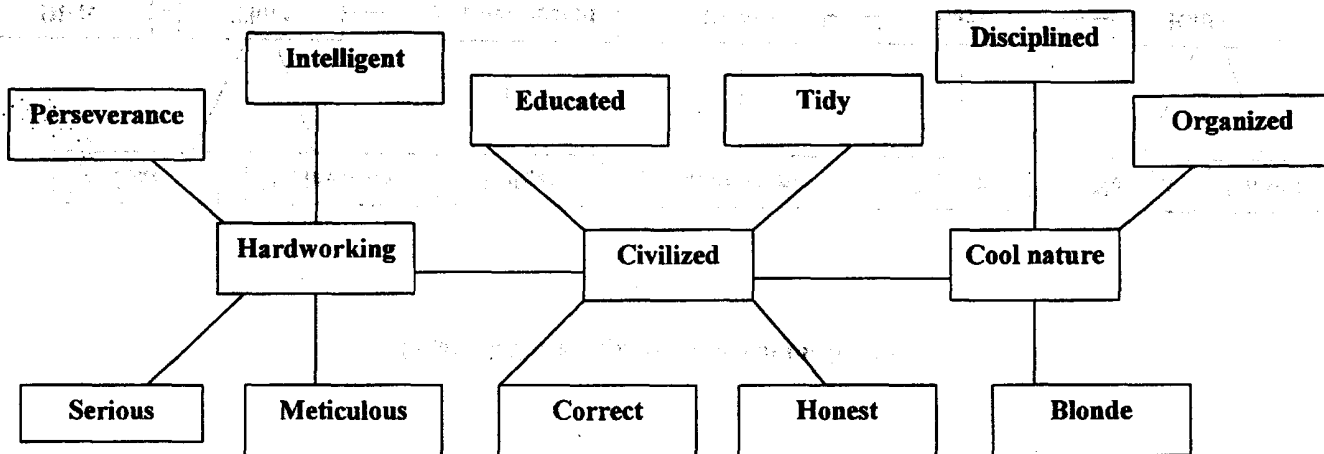 Disciplined
Intelligent
Educated
Tidy
Perseverance
Organized
Hardworking
Civilized
Cool nature
Serious
Meticulous
Correct
Honest
Blonde